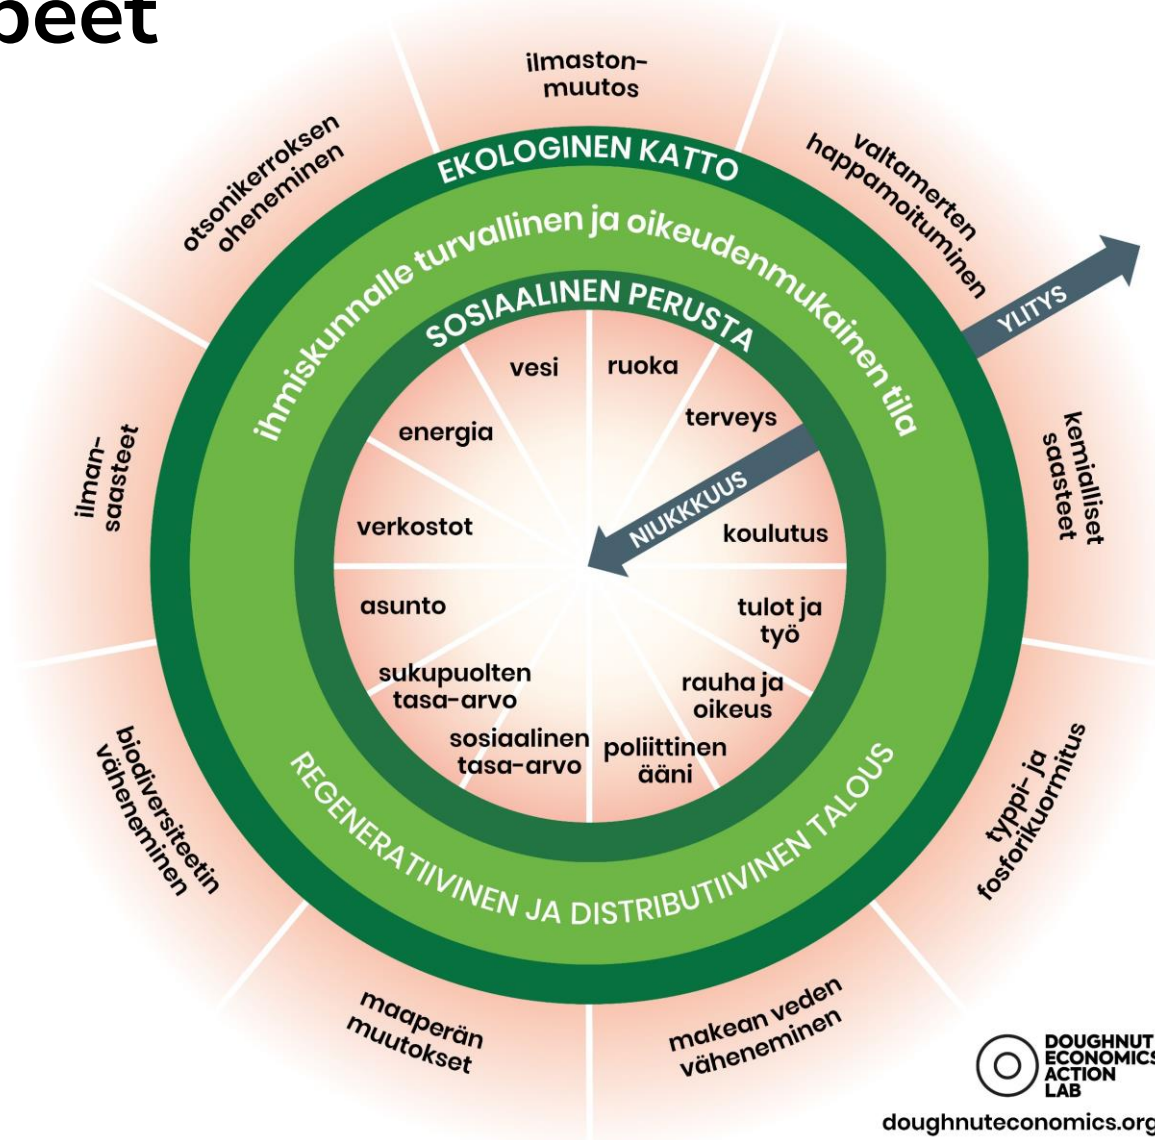 peet
ilmaston-
muutos
valtamerten
happamoituminen
YLITYS
kemialliset
saasteet
typpi- ja
fosforikuormitus
makean veden
väheneminen
maaperän
muutokset
biodiversiteetin
väheneminen
ilman-
saasteet
otsonikerroksen
oheneminen
EKOLOGINEN KATTO
ihmiskunnalle turvallinen ja oikeudenmukainen tila
SOSIAALINEN PERUSTA
vesi
ruoka
terveys
energia
NIUKKKUUS
verkostot
koulutus
asunto
tulot ja
työ
sukupuolten
tasa-arvo
rauha ja
oikeus
sosiaalinen
tasa-arvo
poliittinen
ääni
REGENERATIIVINEN JA DISTRIBUTIIVINEN TALOUS
DOUGHNUT
ECONOMICS
ACTION
LAB
doughnuteconomics.org